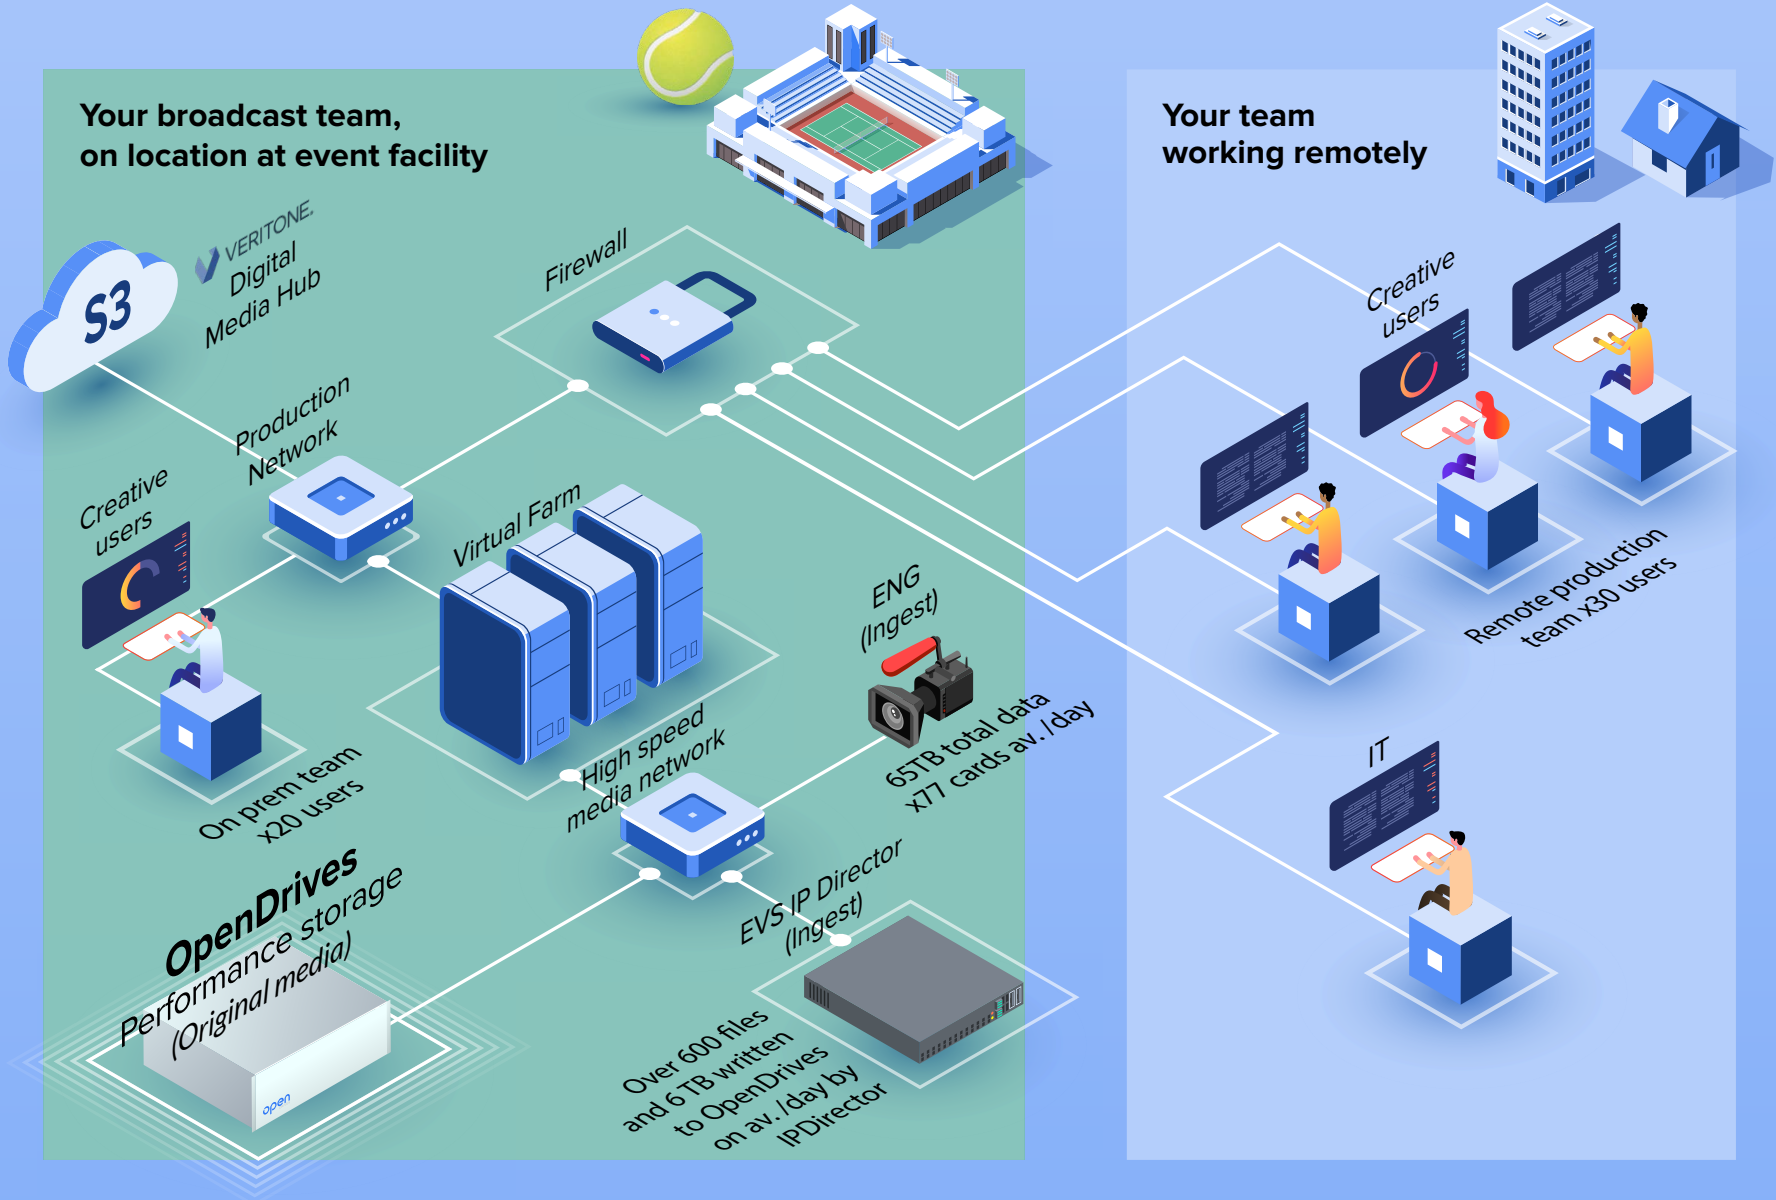 Your broadcast team,
on location at event facility
Your team
working remotely
VERITONE.
Digital
Media Hub
S3
Firewall
Creative
users
Production
Network
Creative
users
Virtual Farm
ENG
(Ingest)
65TB total data
x77 cards av. /day
Remote production
team x30 users
High speed
media network
IT
On prem team
x20 users
OpenDrives
Performance storage
(Original media)
open
EVS IP Director
(Ingest)
Over 600 files
and 6 TB written
to OpenDrives
on av. /day by
IPDirector